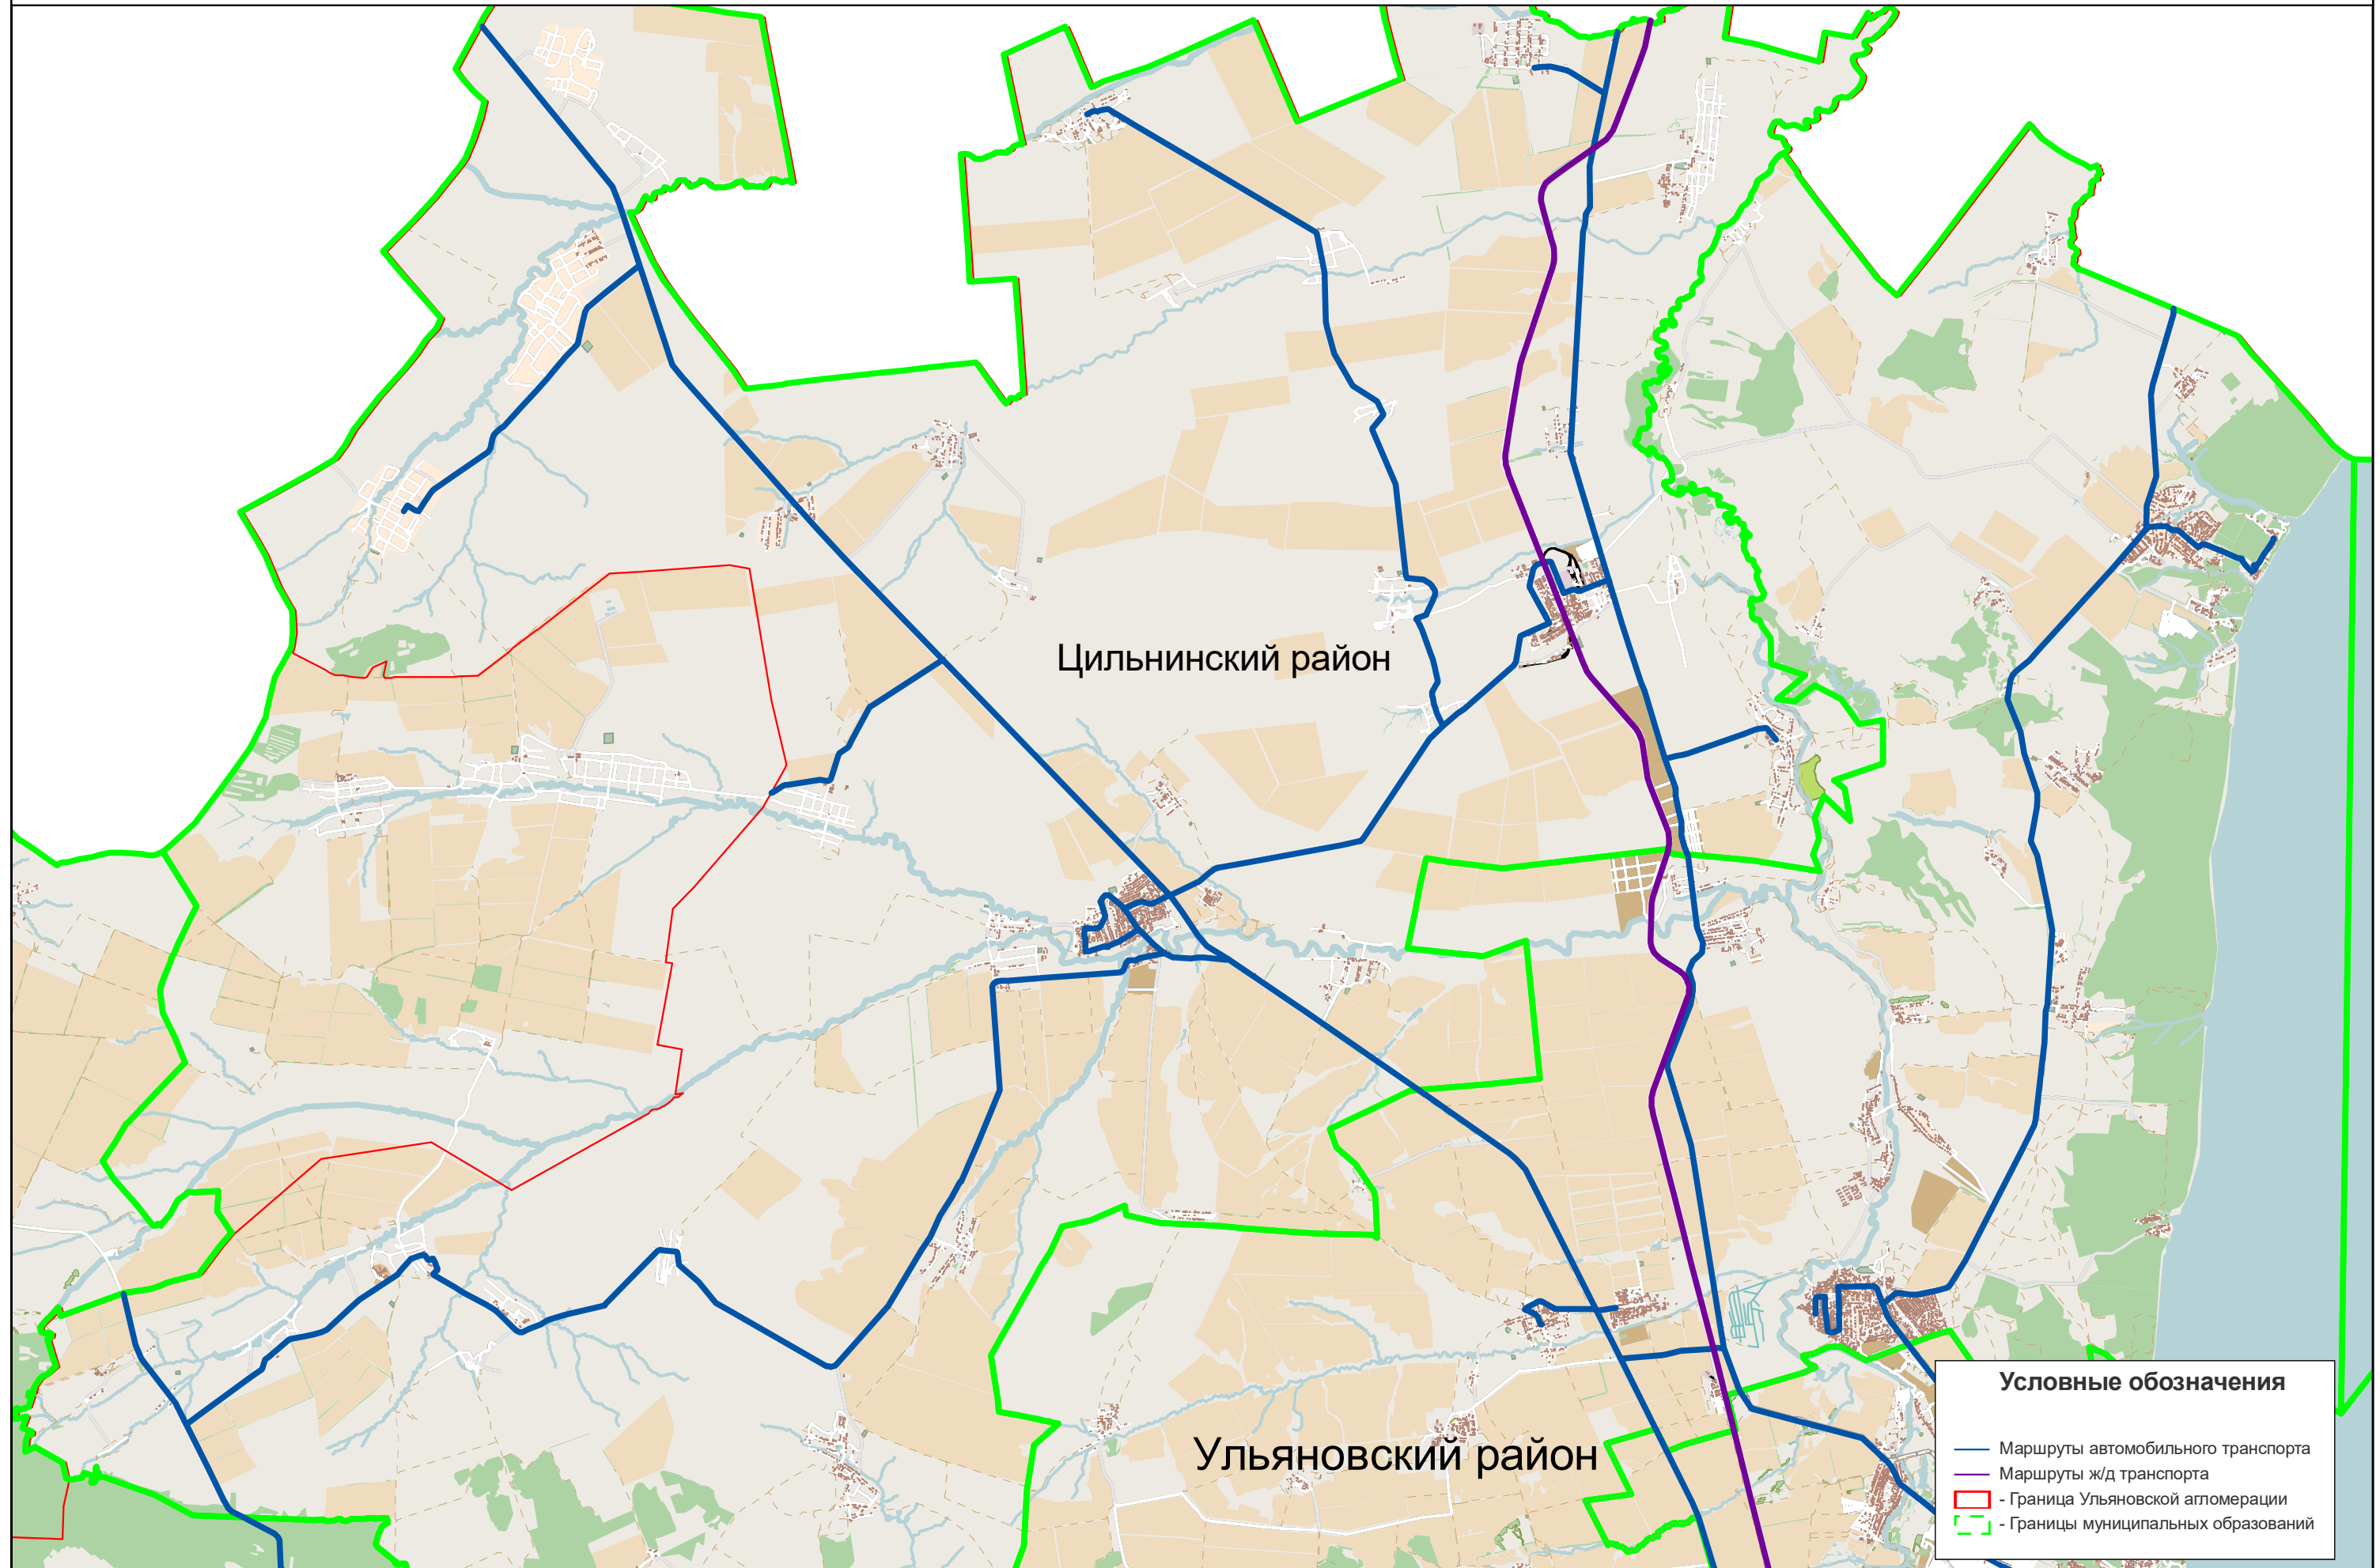 Цильнинский район
Ульяновский район
Условные обозначения
Маршруты автомобильного транспорта
Маршруты ж/д транспорта
- Граница Ульяновской агломерации
- Границы муниципальных образований